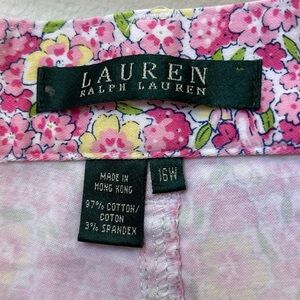 LAUREN
RALPH LAUREN
MADE IN
HONG KONG
97% COTTON/
COTON
3% SPANDEX
16W